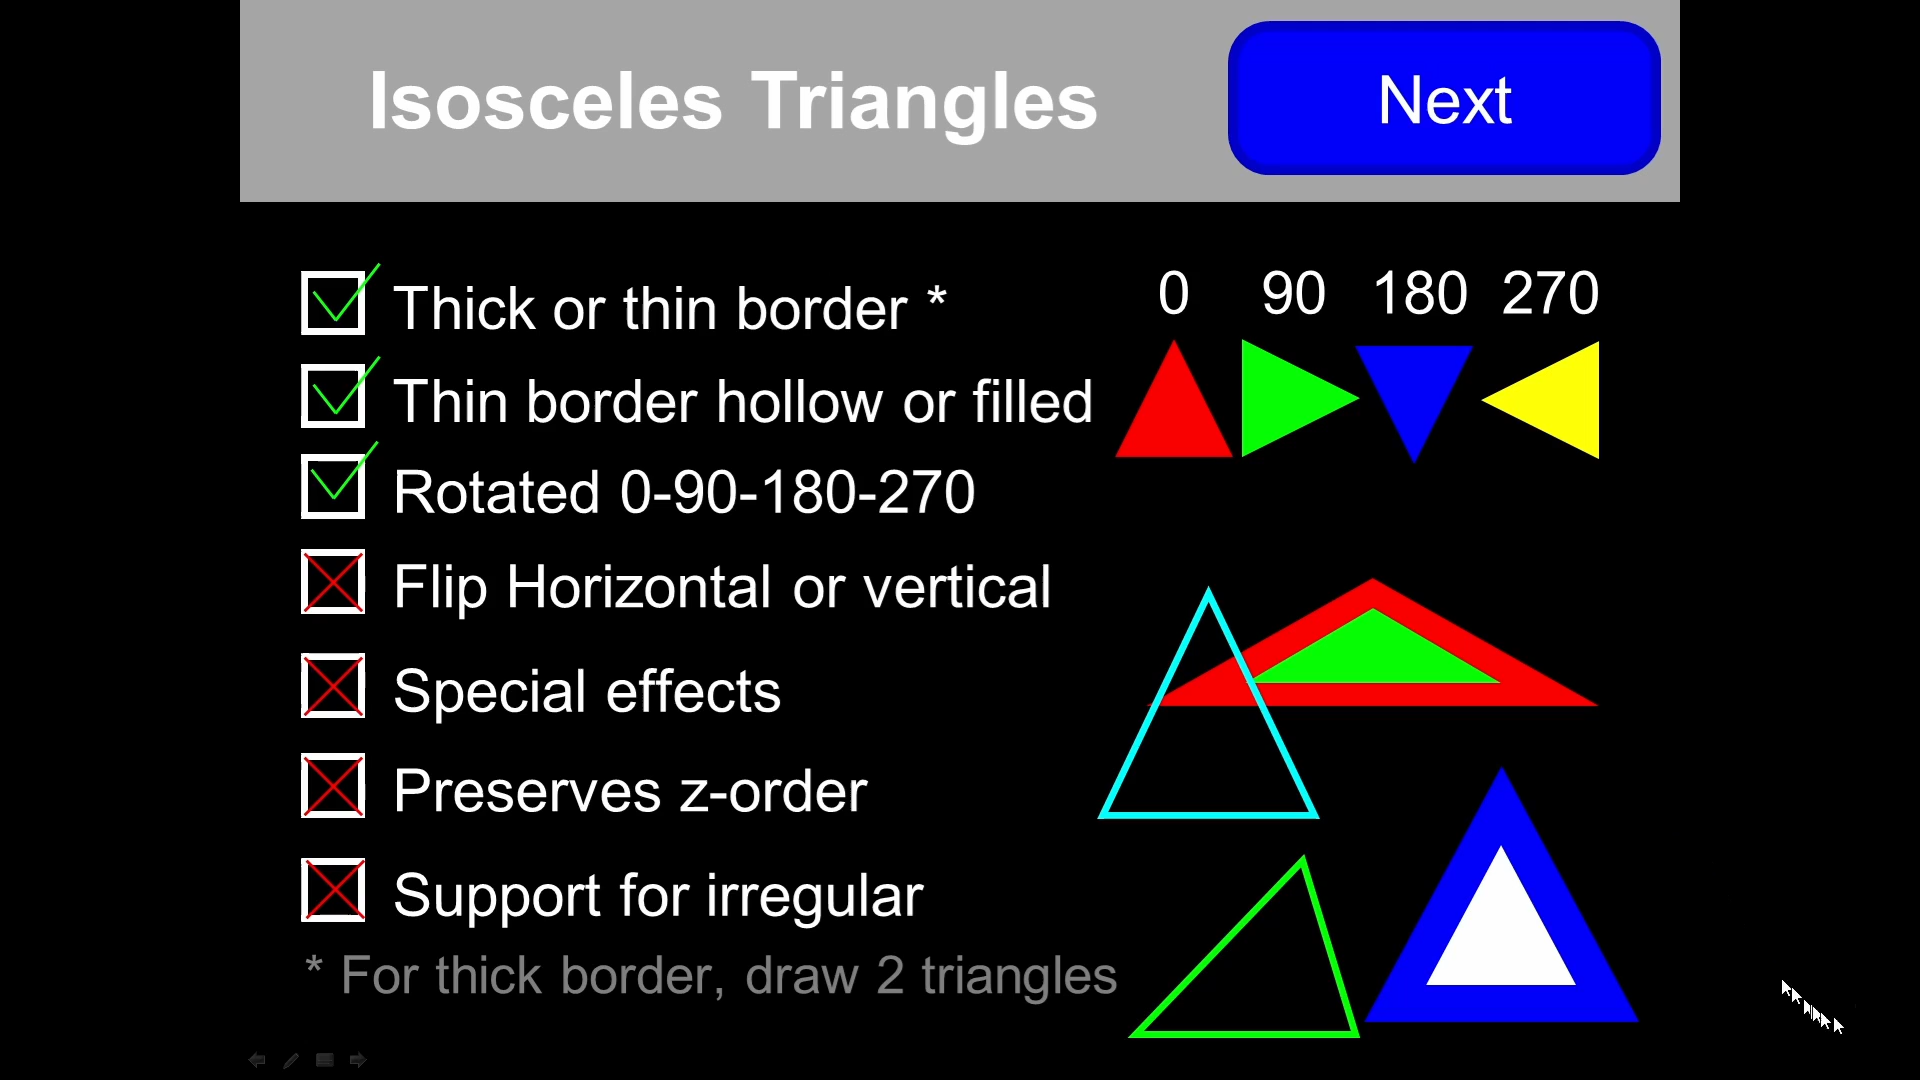 Isosceles Triangles
Next
Thick or thin border *
Thin border hollow or filled
Rotated 0-90-180-270
Flip Horizontal or vertical
Special effects
Preserves z-order
Support for irregular
* For thick border, draw 2 triangles
0 90 180 270